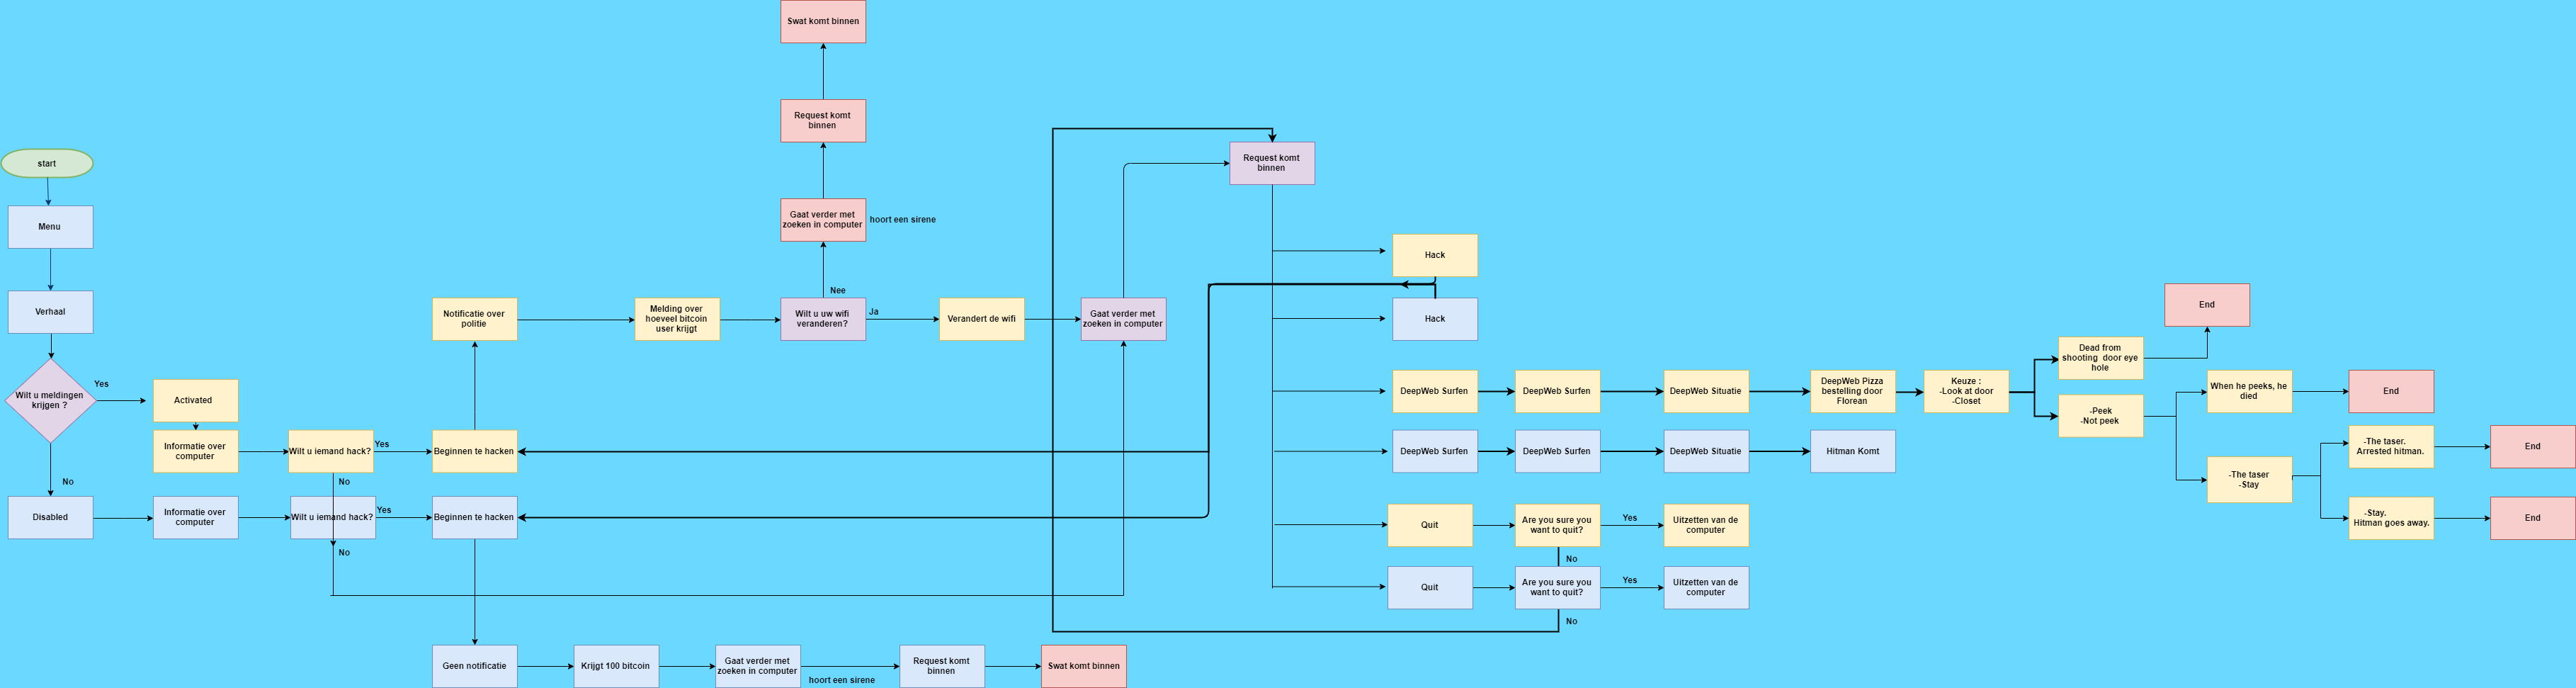 Swat komt binnen
Request komt
binnen
start
Menu
Verhaal
Wilt u meldingen
krijgen ?
Yes
No
Disabled
Activated
Informatie over
computer
Informatie over
computer
Wilt u iemand hack?
Yes
No
Wilt u iemand hack?
Yes
No
Beginnen te hacken
Beginnen te hacken
Notificatie over
politie
Melding over
hoeveel bitcoin
user krijgt
Gaat verder met
zoeken in computer
hoort een sirene
Nee
Wilt u uw wifi
veranderen?
Ja
Verandert de wifi
Gaat verder met
zoeken in computer
Geen notificatie
Krijgt 100 bitcoin
Gaat verder met
zoeken in computer
hoort een sirene
Request komt
binnen
Swat komt binnen
Request komt
binnen
Hack
Hack
DeepWeb Surfen
DeepWeb Surfen
DeepWeb Situatie
DeepWeb Pizza
bestelling door
Florean
Keuze :
-Look at door
-Closet
DeepWeb Surfen
DeepWeb Surfen
DeepWeb Situatie
Hitman Komt
Quit
Are you sure you
want to quit?
Yes
Uitzetten van de
computer
No
Quit
Are you sure you
want to quit?
Yes
Uitzetten van de
computer
No
Dead from
shooting door eye
hole
End
-Peek
-Not peek
When he peeks, he
died
End
-The taser
-Stay
-The taser.
Arrested hitman.
End
-Stay.
Hitman goes away.
End